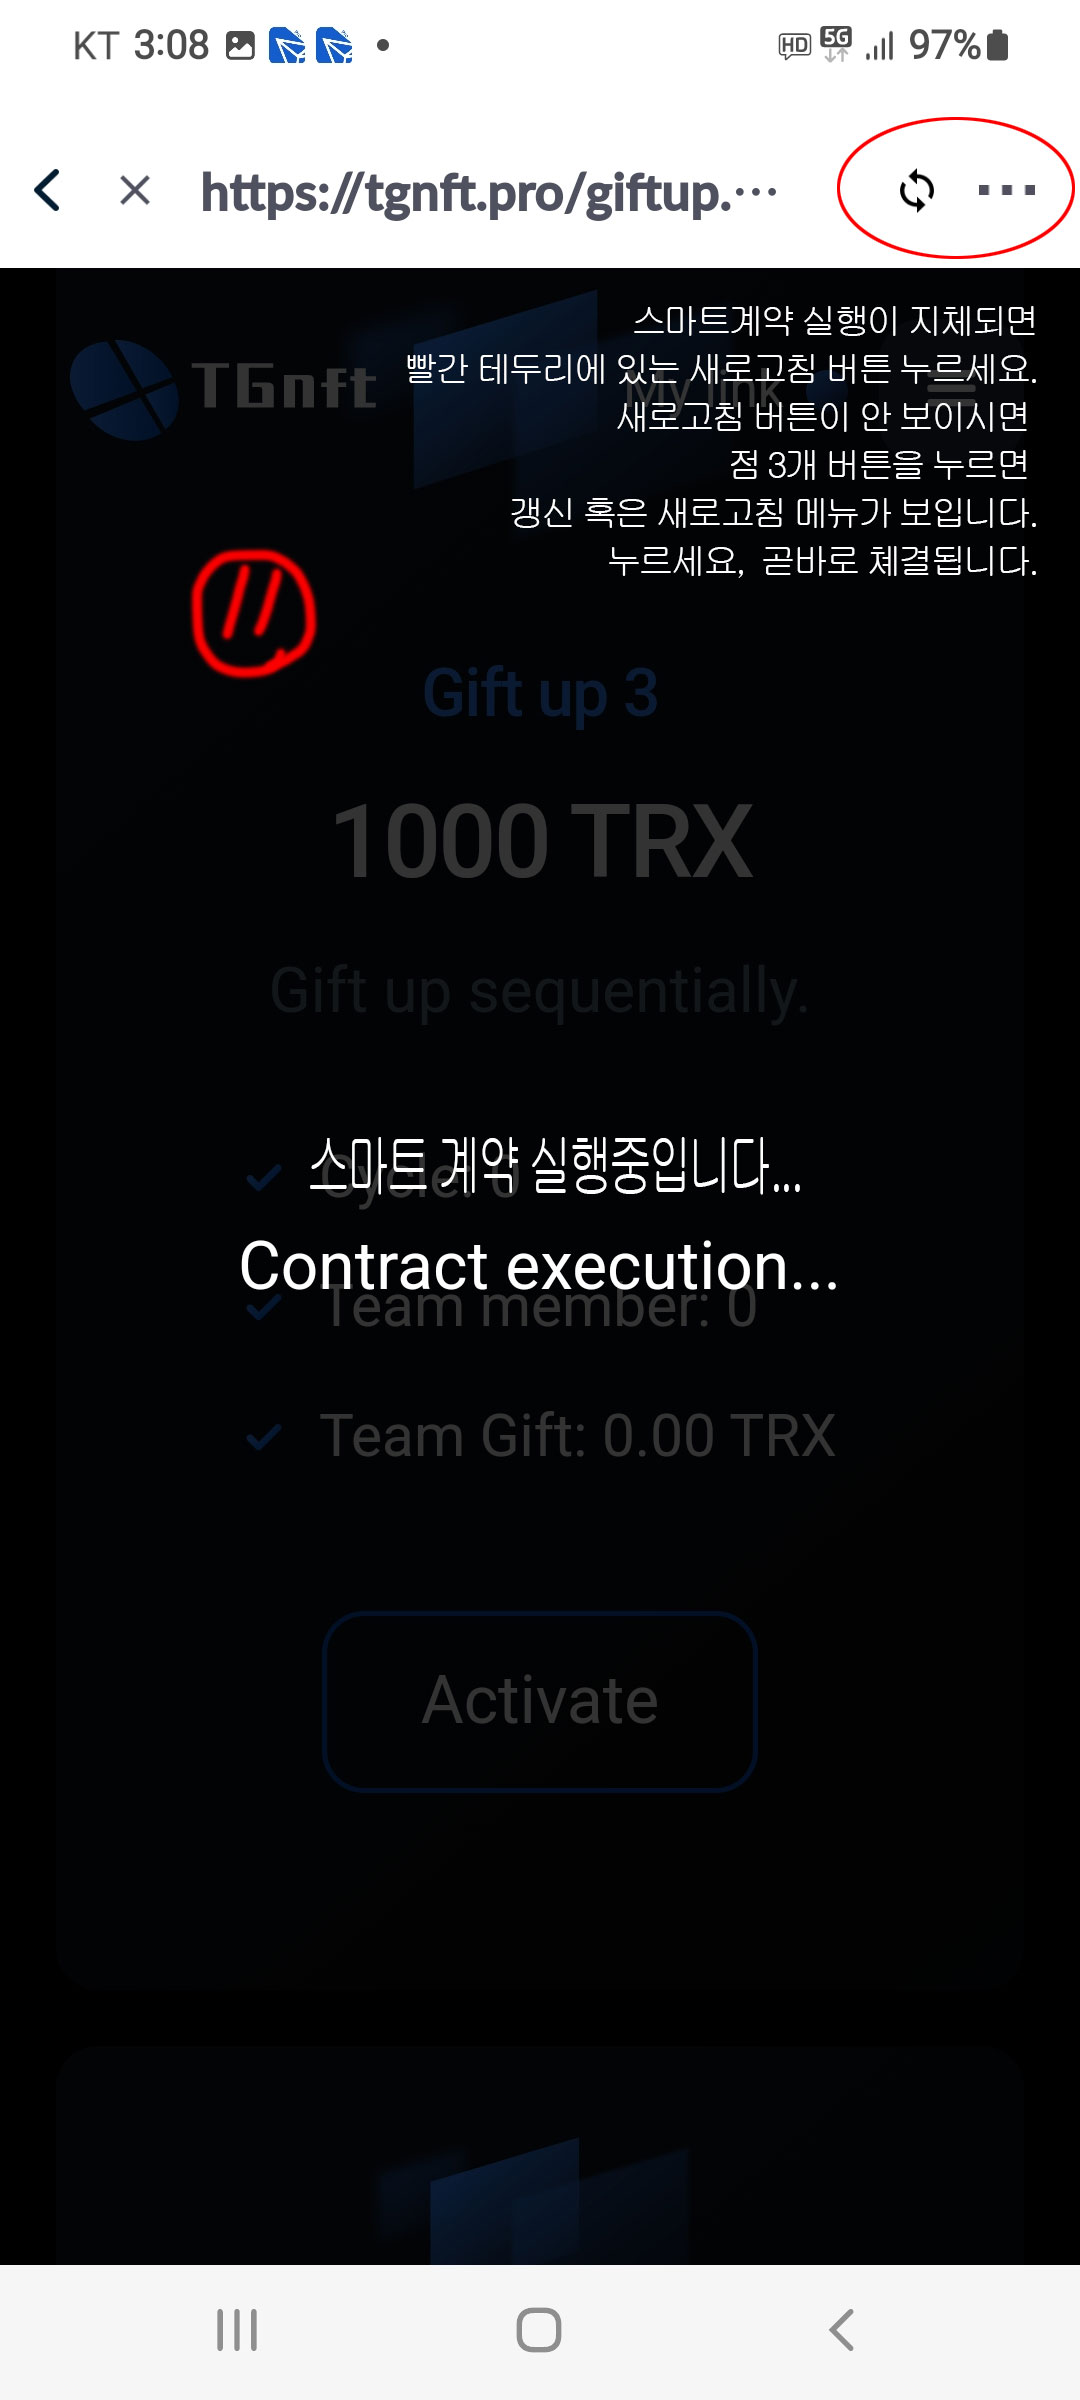 KT 3:08
HD 5G 97%
https://tgnft.pro/giftup.···
스마트계약 실행이 지체되면
빨간 테두리에 있는 새로고침 버튼 누르세요.
TGnft
My link
새로고침 버튼이 안 보이시면
점 3개 버튼을 누르면
갱신 혹은 새로고침 메뉴가 보입니다.
누르세요, 곧바로 체결됩니다.
11
Gift up 3
1000 TRX
Gift up sequentially.
스마트 계약 실행중입니다...
Cycle: 0
Contract execution...
Team member: 0
Team Gift: 0.00 TRX
Activate